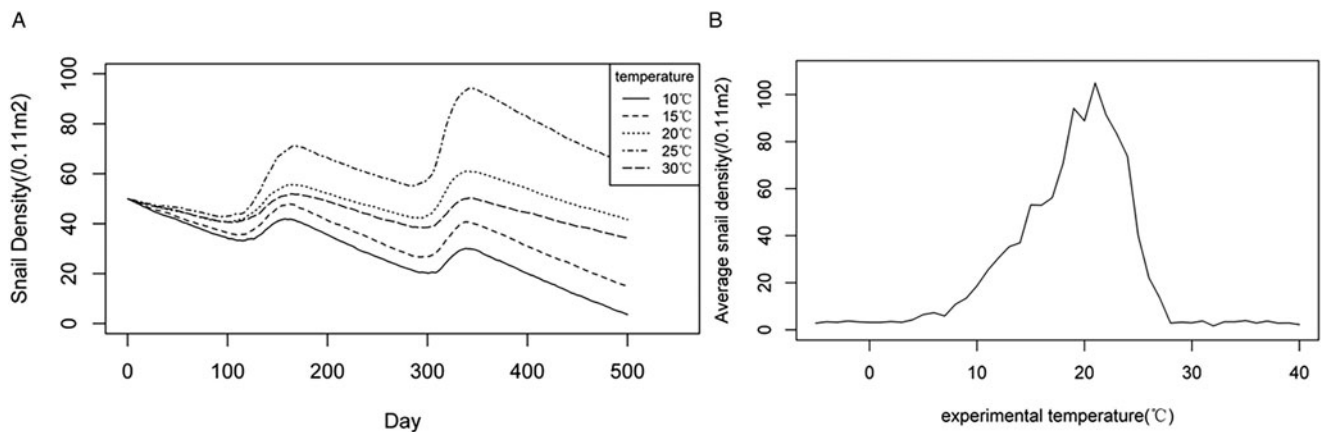 A
Snail Density(/0.11m2)
100
80
60
40
20
0
temperature
10℃
15℃
20℃
25℃
30℃
0 100 200 300 400 500
Day
B
Average snail density(/0.11m2)
100
80
60
40
20
0
0 10 20 30 40
experimental temperature(℃)